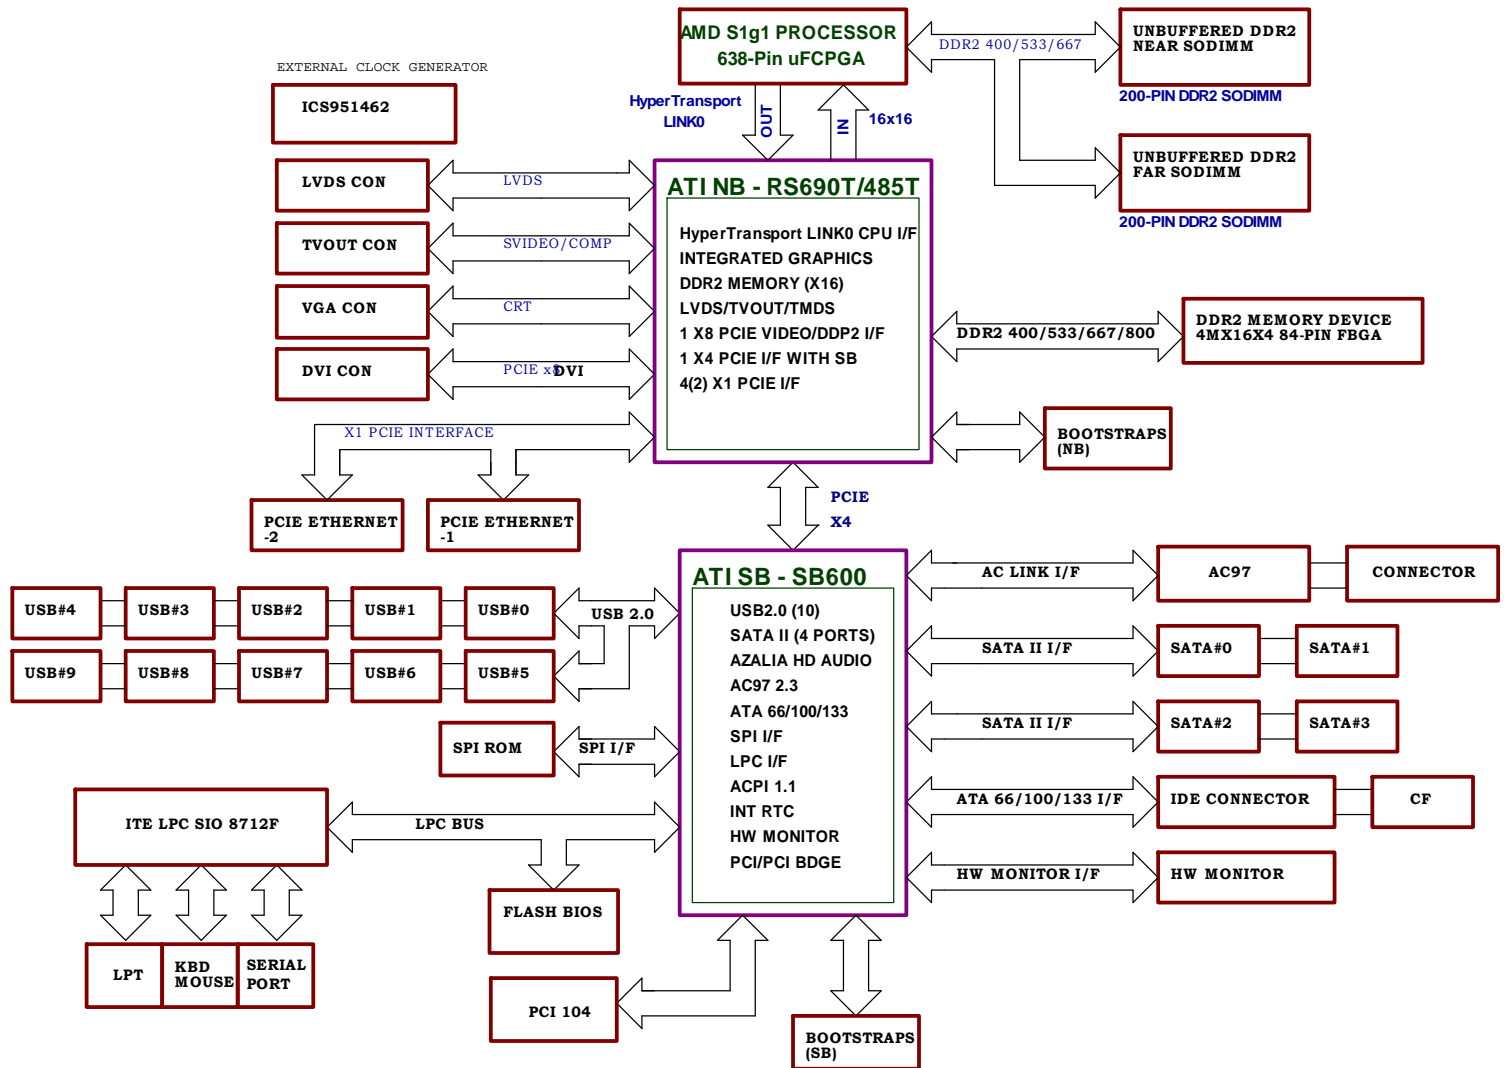 AMD S1g1 PROCESSOR
638-Pin uFCPGA
DDR2 400/533/667
UNBUFFERED DDR2
NEAR SODIMM
200-PIN DDR2 SODIMM
UNBUFFERED DDR2
FAR SODIMM
200-PIN DDR2 SODIMM
EXTERNAL CLOCK GENERATOR
ICS951462
HyperTransport
LINK0
OUT
IN
16x16
LVDS CON
LVDS
TVOUT CON
SVIDEO/COMP
VGA CON
CRT
DVI CON
PCIE x8
DVI
X1 PCIE INTERFACE
PCIE ETHERNET
-2
PCIE ETHERNET
-1
ATI NB - RS690T/485T
HyperTransport LINK0 CPU I/F
INTEGRATED GRAPHICS
DDR2 MEMORY (X16)
LVDS/TVOUT/TMDS
1 X8 PCIE VIDEO/DDP2 I/F
1 X4 PCIE I/F WITH SB
4(2) X1 PCIE I/F
DDR2 400/533/667/800
DDR2 MEMORY DEVICE
4MX16X4 84-PIN FBGA
BOOTSTRAPS
(NB)
PCIE
X4
ATI SB - SB600
USB2.0 (10)
SATA II (4 PORTS)
AZALIA HD AUDIO
AC97 2.3
ATA 66/100/133
SPI I/F
LPC I/F
ACPI 1.1
INT RTC
HW MONITOR
PCI/PCI BDGE
USB#4
USB#3
USB#2
USB#1
USB#0
USB 2.0
USB#9
USB#8
USB#7
USB#6
USB#5
SPI ROM
SPI I/F
ITE LPC SIO 8712F
LPC BUS
FLASH BIOS
LPT
KBD
MOUSE
SERIAL
PORT
PCI 104
BOOTSTRAPS
(SB)
AC LINK I/F
AC97
CONNECTOR
SATA II I/F
SATA#0
SATA#1
SATA II I/F
SATA#2
SATA#3
ATA 66/100/133 I/F
IDE CONNECTOR
CF
HW MONITOR I/F
HW MONITOR